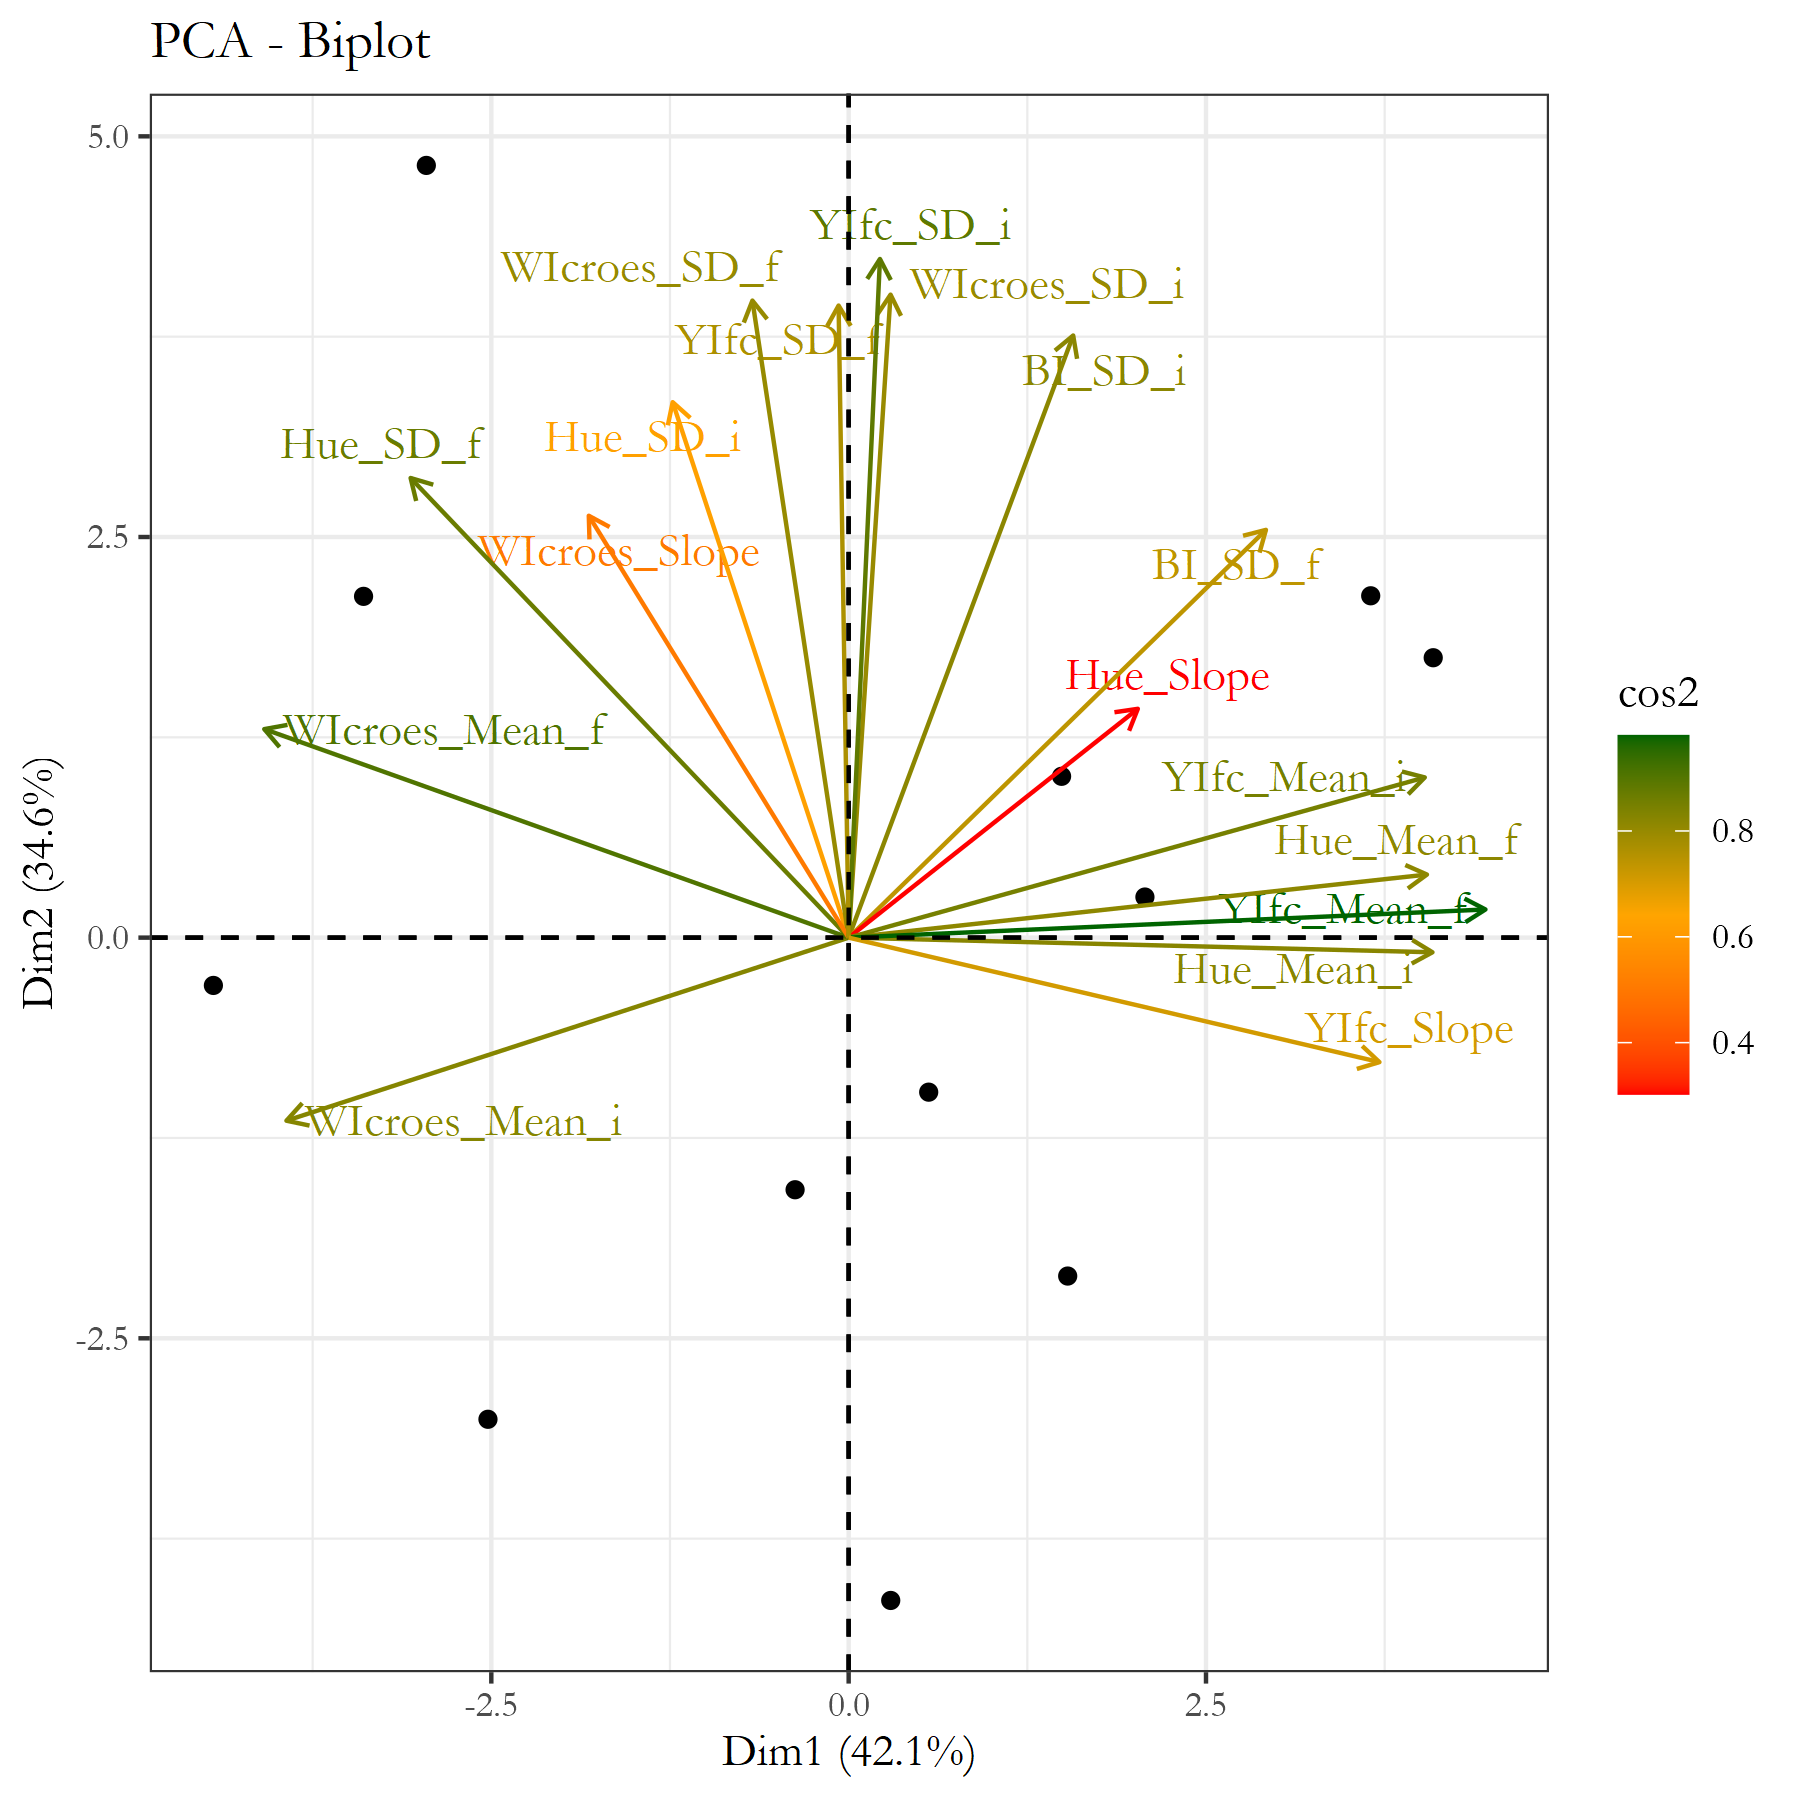 PCA - Biplot
5.0
YIfc_SD_i
WIcroes_SD_f
WIcroes_SD_i
YIfc_SD_f
BI_SD_i
Hue_SD_f
Hue_SD_i
2.5
WIcroes_Slope
BI_SD_f
Hue_Slope
cos2
WIcroes_Mean_f
YIfc_Mean_i
0.8
Hue_Mean_f
YIfc_Mean_f
0.0
0.6
Hue_Mean_i
YIfc_Slope
0.4
WIcroes_Mean_i
Dim2 (34.6%)
-2.5
-2.5
0.0
2.5
Dim1 (42.1%)